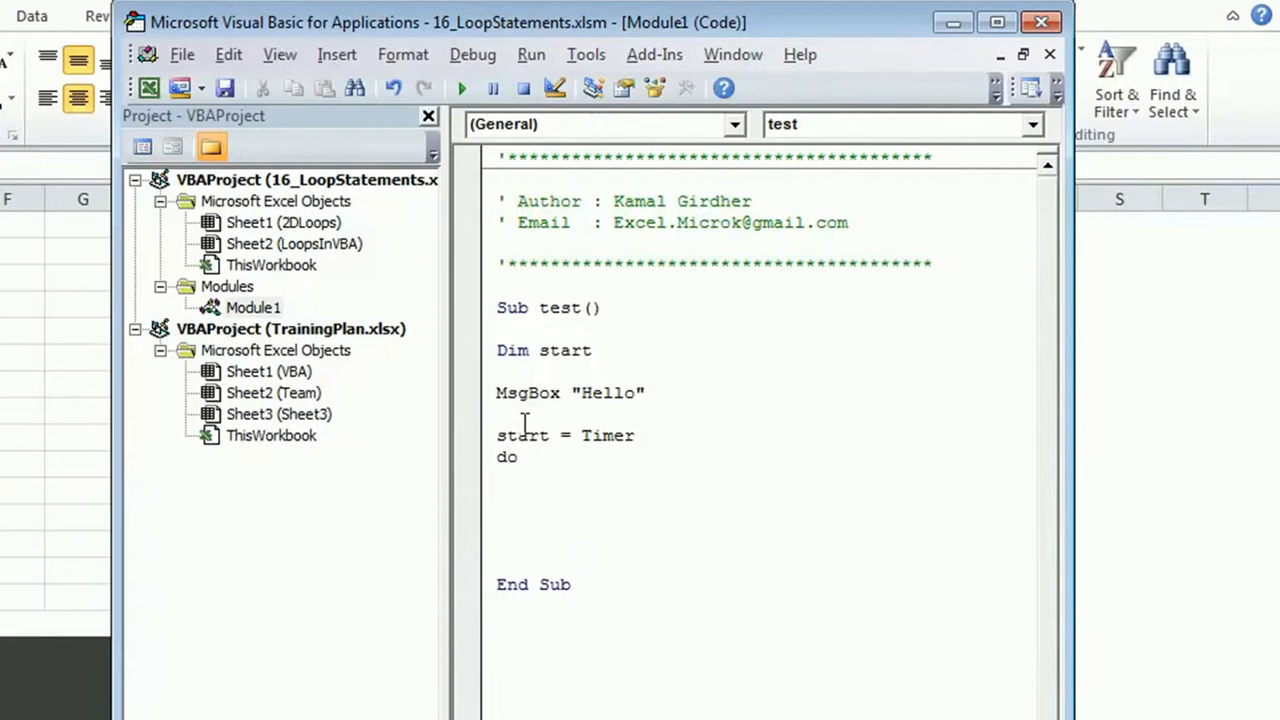 Data
Rev
Microsoft Visual Basic for Applications - 16_LoopStatements.xlsm - [Module1 (Code)]
File Edit View Insert Format Debug Run Tools Add-Ins Window Help
Sort & Filter
Find & Select
diting
Project - VBAProject
(General)
test
VBAProject (16_LoopStatements.x
Microsoft Excel Objects
Sheet1 (2DLoops)
Sheet2 (LoopsInVBA)
ThisWorkbook
Modules
Module1
VBAProject (TrainingPlan.xlsx)
Microsoft Excel Objects
Sheet1 (VBA)
Sheet2 (Team)
Sheet3 (Sheet3)
ThisWorkbook
'***************************************
' Author : Kamal Girdher
' Email  : Excel.Microk@gmail.com
'***************************************
Sub test()
Dim start
MsgBox "Hello"
start = Timer
do
End Sub
F G S T